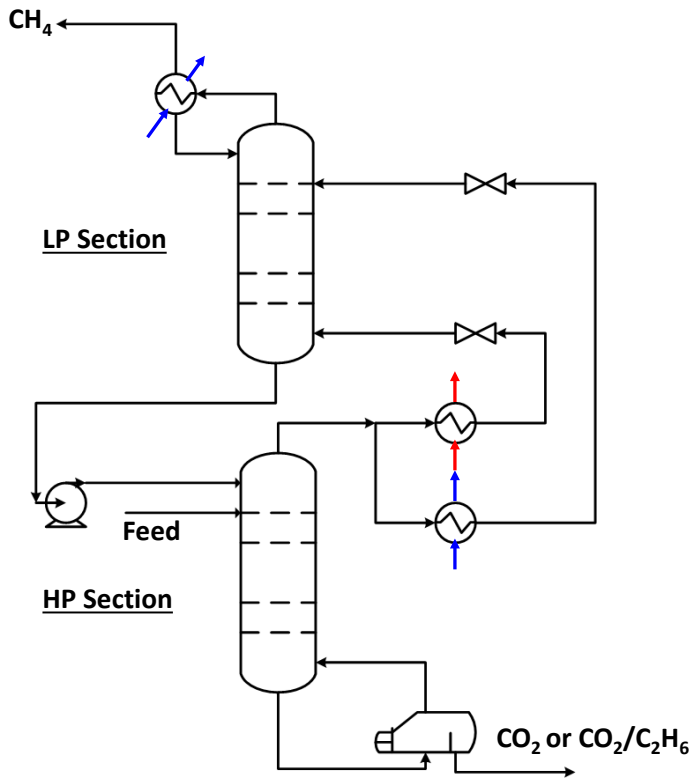 CH₄
LP Section
Feed
HP Section
CO₂ or CO₂/C₂H₆